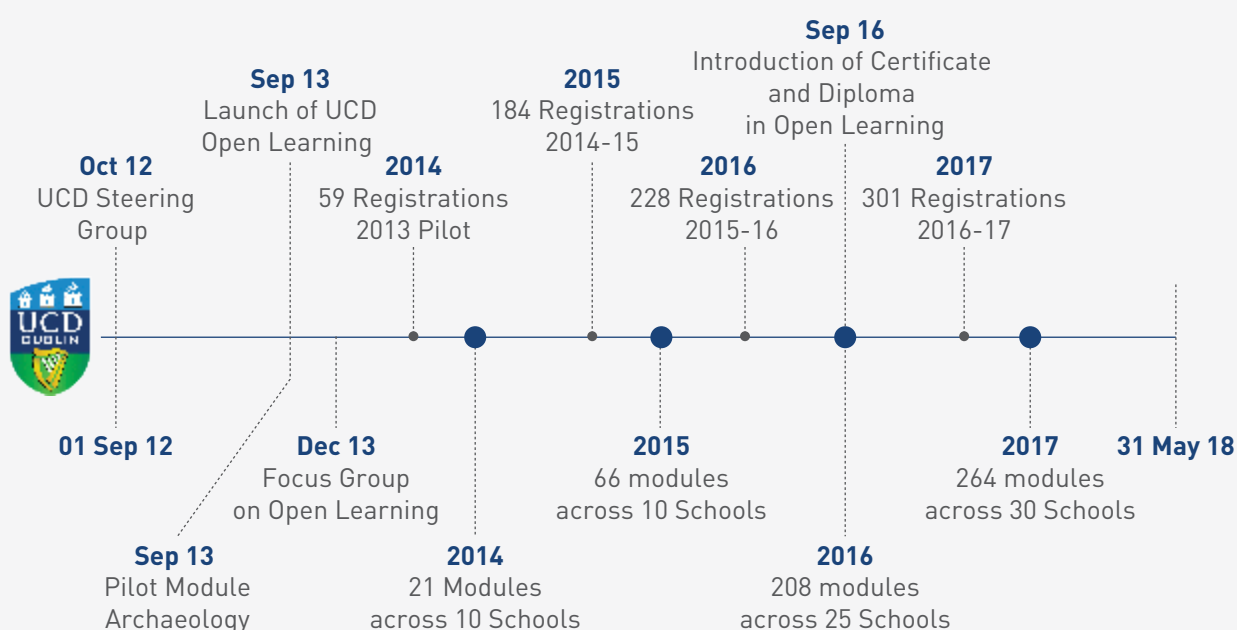 Sep 16
Introduction of Certificate
and Diploma
in Open Learning
Sep 13
Launch of UCD
Open Learning
2015
184 Registrations
2014-15
Oct 12
UCD Steering
Group
2014
59 Registrations
2013 Pilot
2016
228 Registrations
2015-16
2017
301 Registrations
2016-17
UCD
DUBLIN
01 Sep 12
Dec 13
Focus Group
on Open Learning
2015
66 modules
across 10 Schools
2017
264 modules
across 30 Schools
31 May 18
Sep 13
Pilot Module
Archaeology
2014
21 Modules
across 10 Schools
2016
208 modules
across 25 Schools